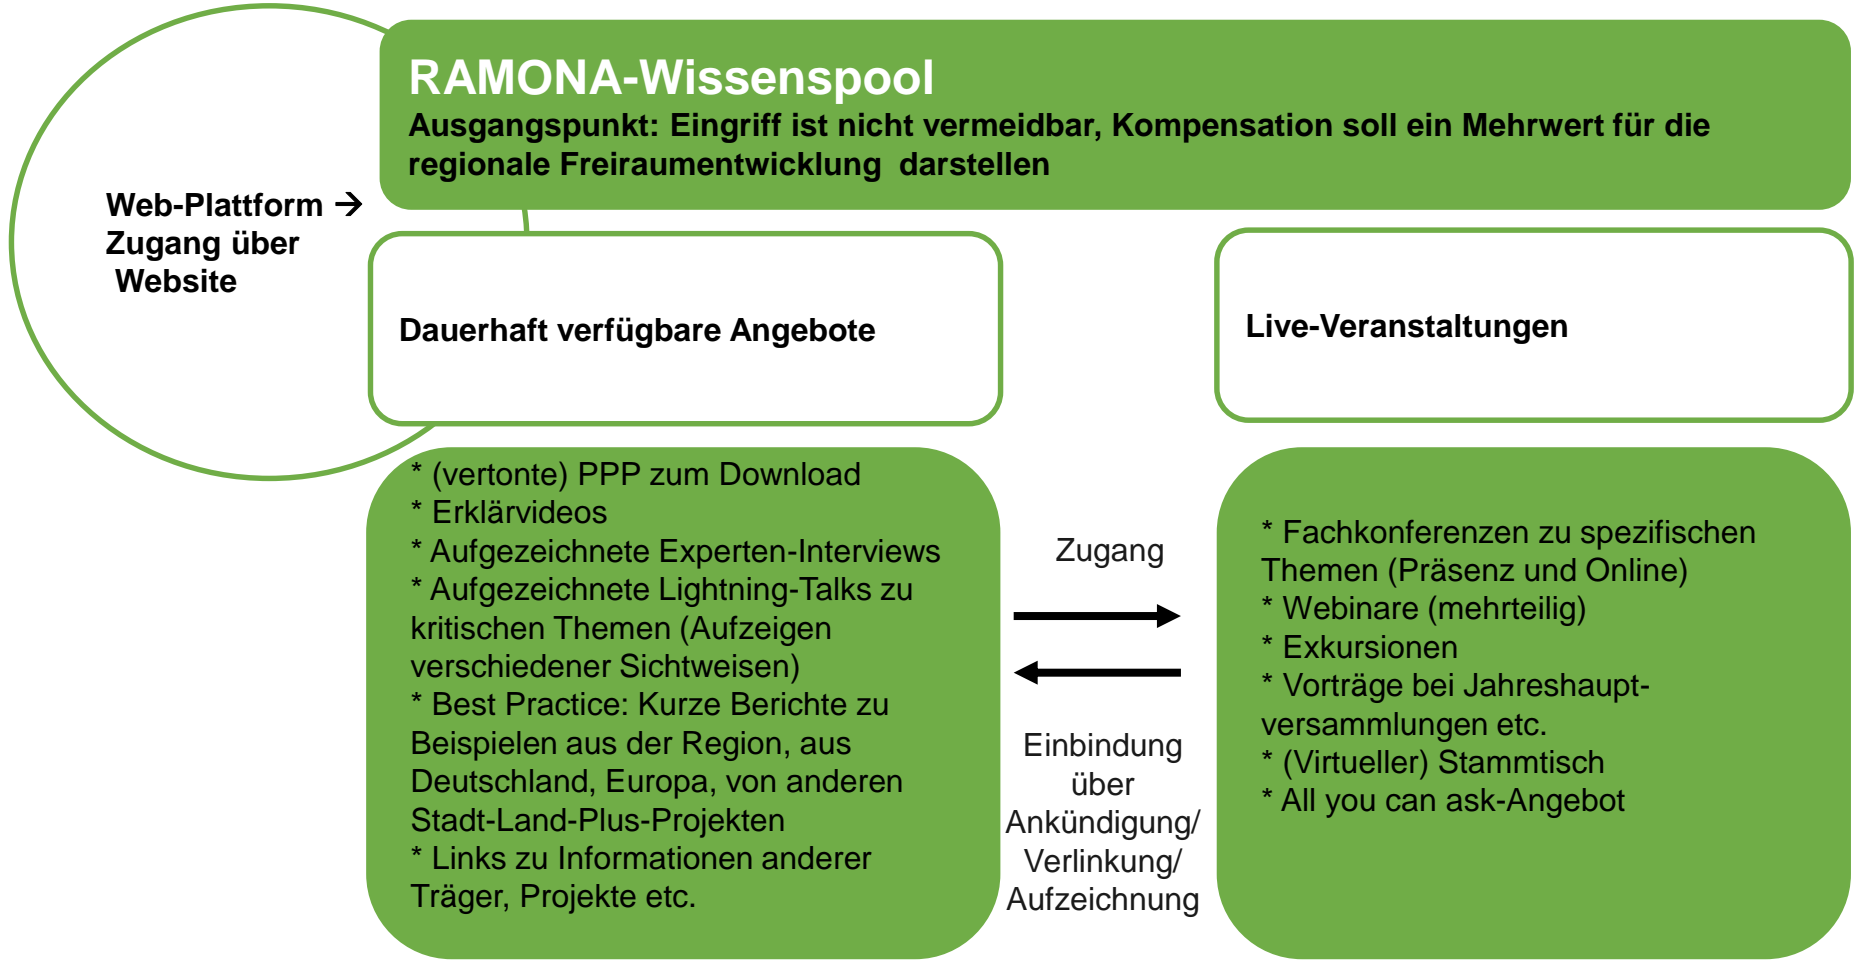 RAMONA-Wissenspool
Ausgangspunkt: Eingriff ist nicht vermeidbar, Kompensation soll ein Mehrwert für die
regionale Freiraumentwicklung  darstellen
Web-Plattform →
Zugang über
Website
Dauerhaft verfügbare Angebote
Live-Veranstaltungen
* (vertonte) PPP zum Download
* Erklärvideos
* Aufgezeichnete Experten-Interviews
* Aufgezeichnete Lightning-Talks zu
kritischen Themen (Aufzeigen
verschiedener Sichtweisen)
* Best Practice: Kurze Berichte zu
Beispielen aus der Region, aus
Deutschland, Europa, von anderen
Stadt-Land-Plus-Projekten
* Links zu Informationen anderer
Träger, Projekte etc.
Zugang
Einbindung
über
Ankündigung/
Verlinkung/
Aufzeichnung
* Fachkonferenzen zu spezifischen
Themen (Präsenz und Online)
* Webinare (mehrteilig)
* Exkursionen
* Vorträge bei Jahreshaupt-
versammlungen etc.
* (Virtueller) Stammtisch
* All you can ask-Angebot